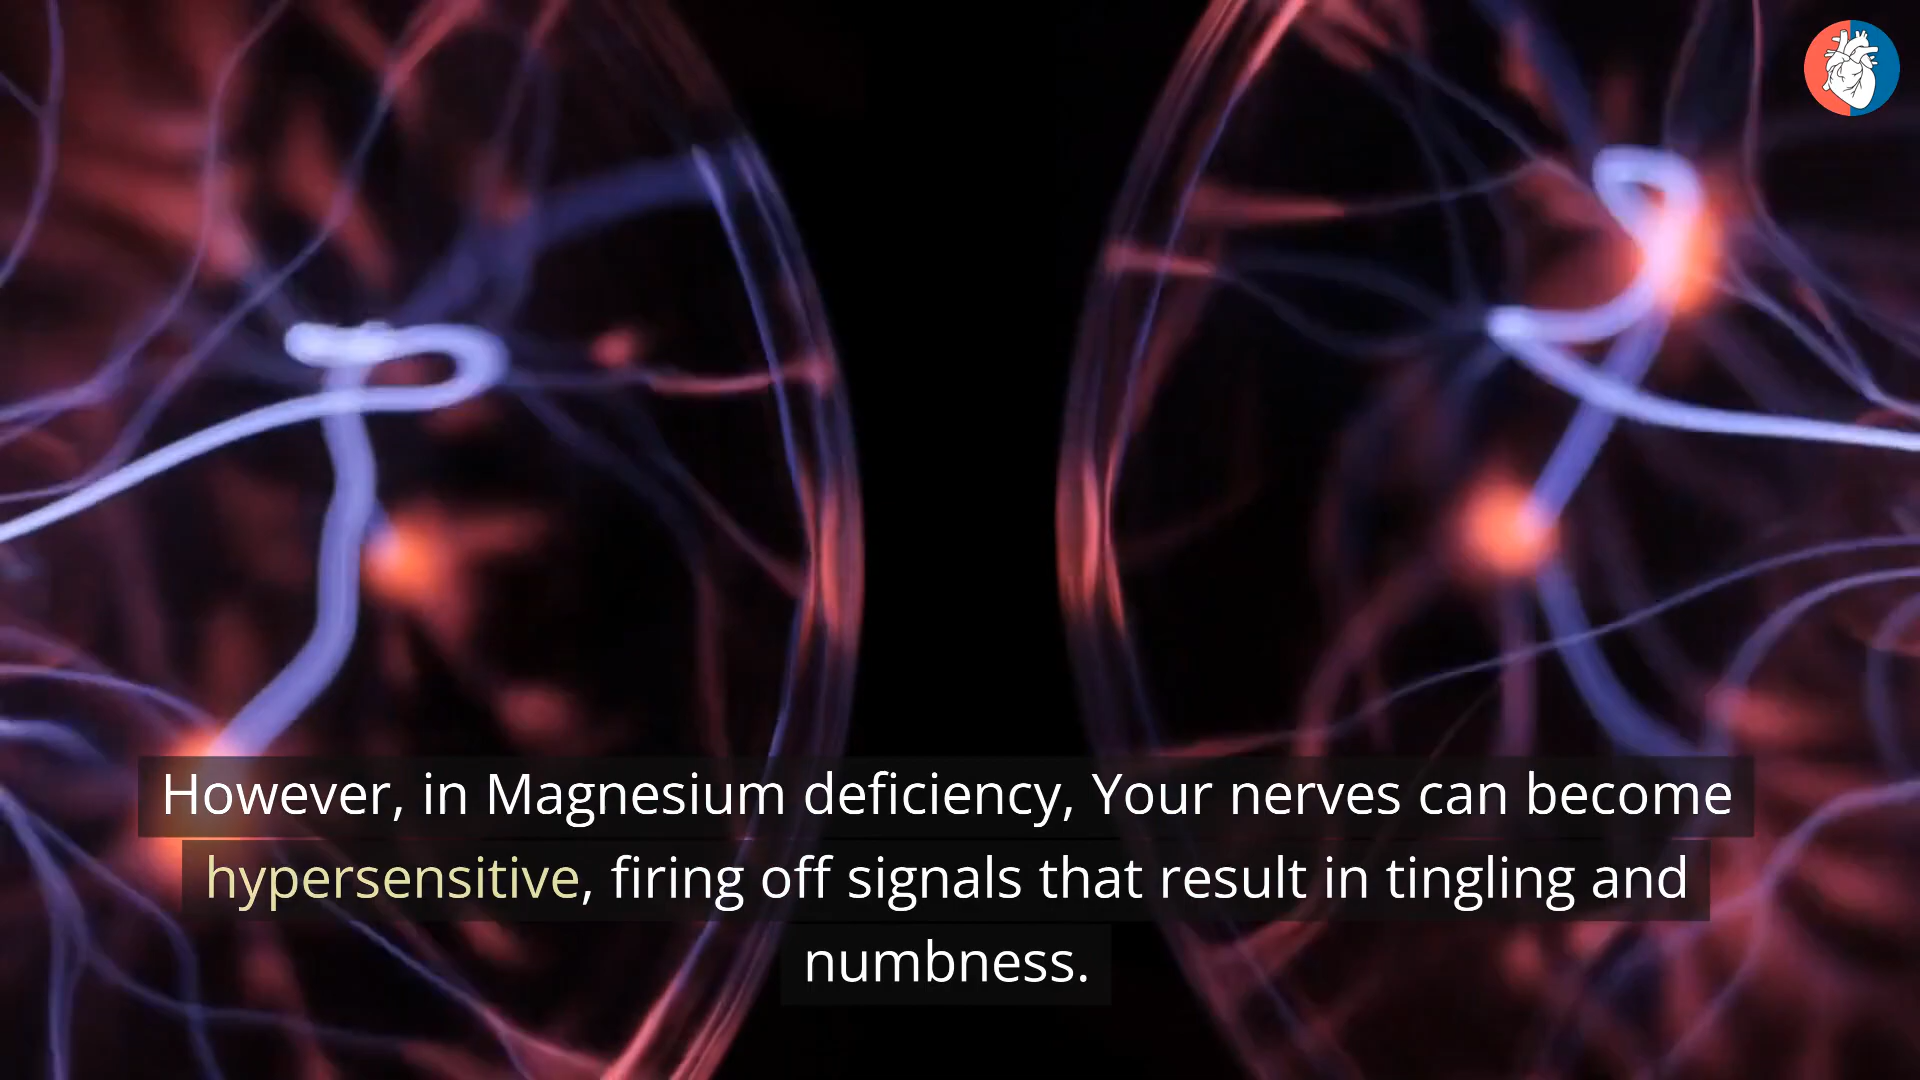 However, in Magnesium deficiency, Your nerves can become
hypersensitive, firing off signals that result in tingling and
numbness.